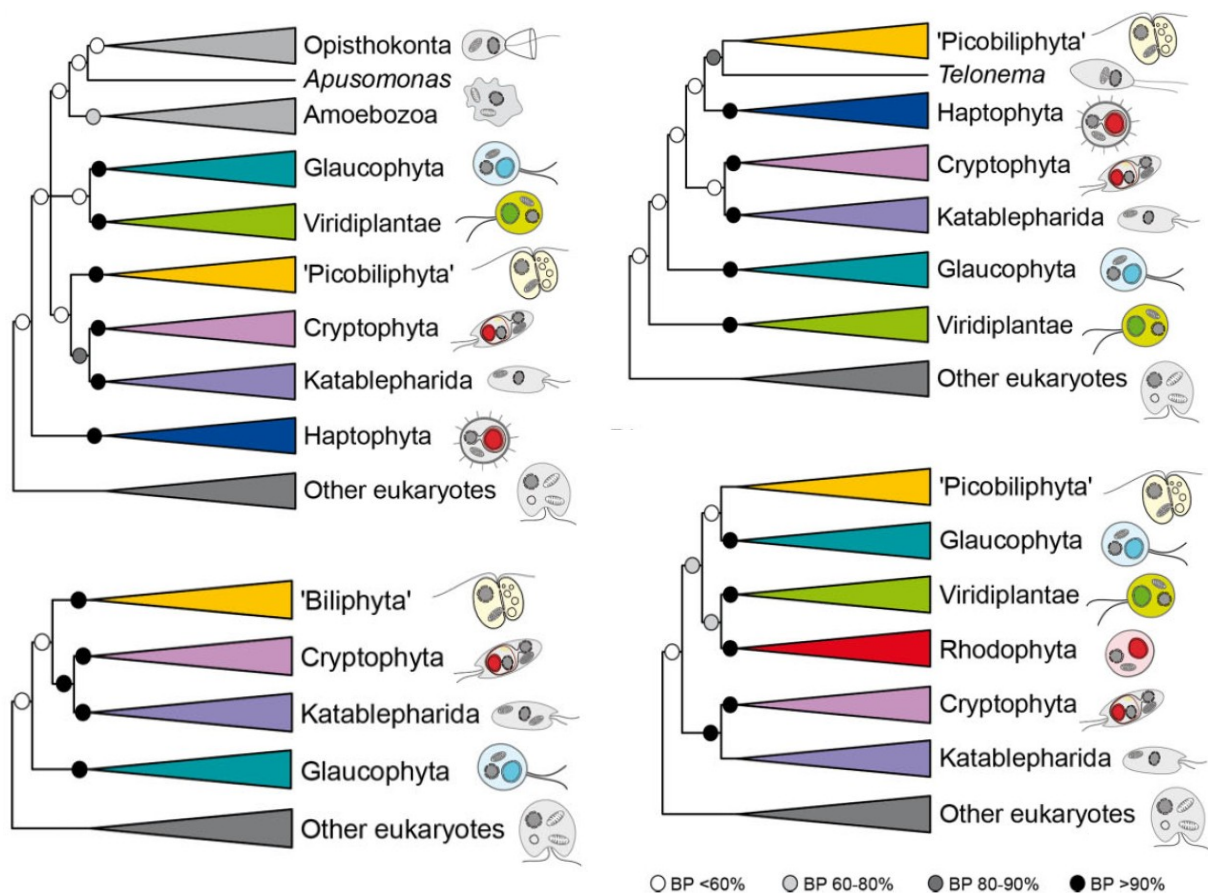 Opisthokonta
Apusomonas
Amoebozoa
Glaucophyta
Viridiplantae
'Picobiliphyta'
Cryptophyta
Katablepharida
Haptophyta
Other eukaryotes
'Biliphyta'
Cryptophyta
Katablepharida
Glaucophyta
Other eukaryotes
'Picobiliphyta'
Telonema
Haptophyta
Cryptophyta
Katablepharida
Glaucophyta
Viridiplantae
Other eukaryotes
'Picobiliphyta'
Glaucophyta
Viridiplantae
Rhodophyta
Cryptophyta
Katablepharida
Other eukaryotes
BP <60% BP 60-80% BP 80-90% BP >90%